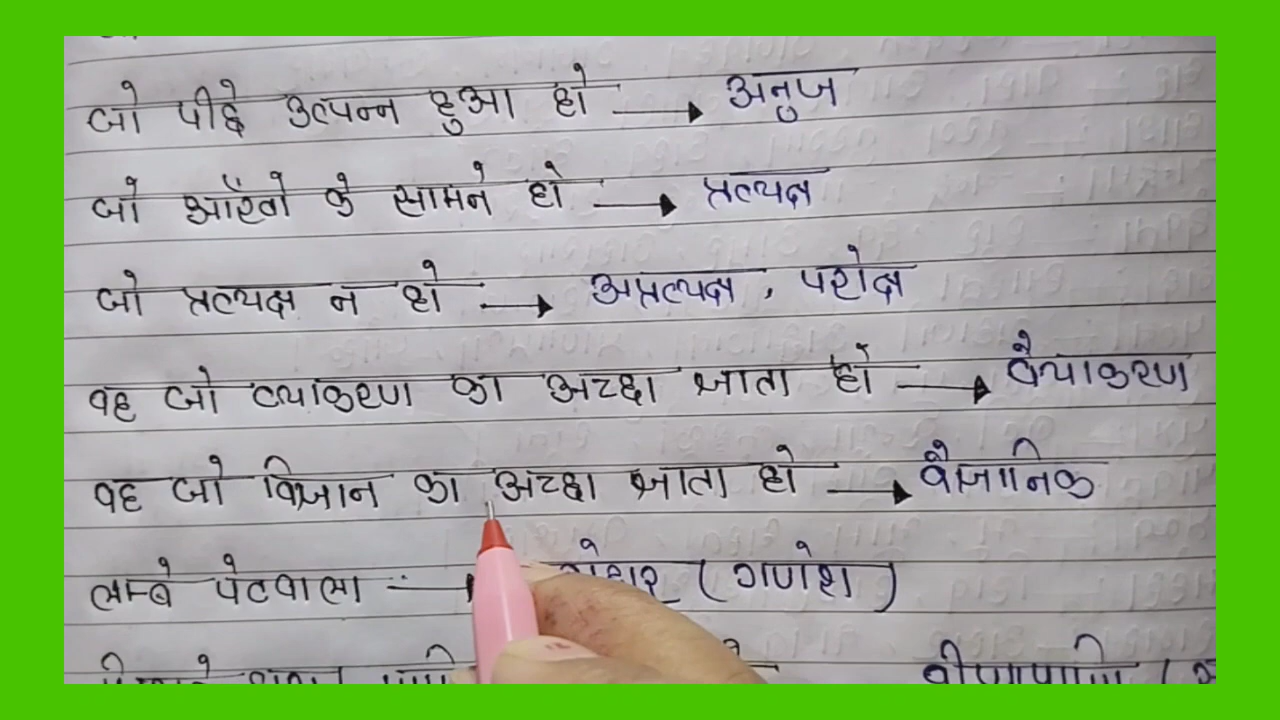 जो पीछे उत्पन्न हुआ हो → अनुज
जो आँखों के सामने हो → प्रत्यक्ष
जो प्रत्यक्ष न हो → अप्रत्यक्ष, परोक्ष
वह जो व्याकरण का अच्छा ज्ञाता हो → वैयाकरण
वह जो विज्ञान का अच्छा ज्ञाता हो → वैज्ञानिक
लम्बे पेटवाला → (गणेश)
वीणापाणि